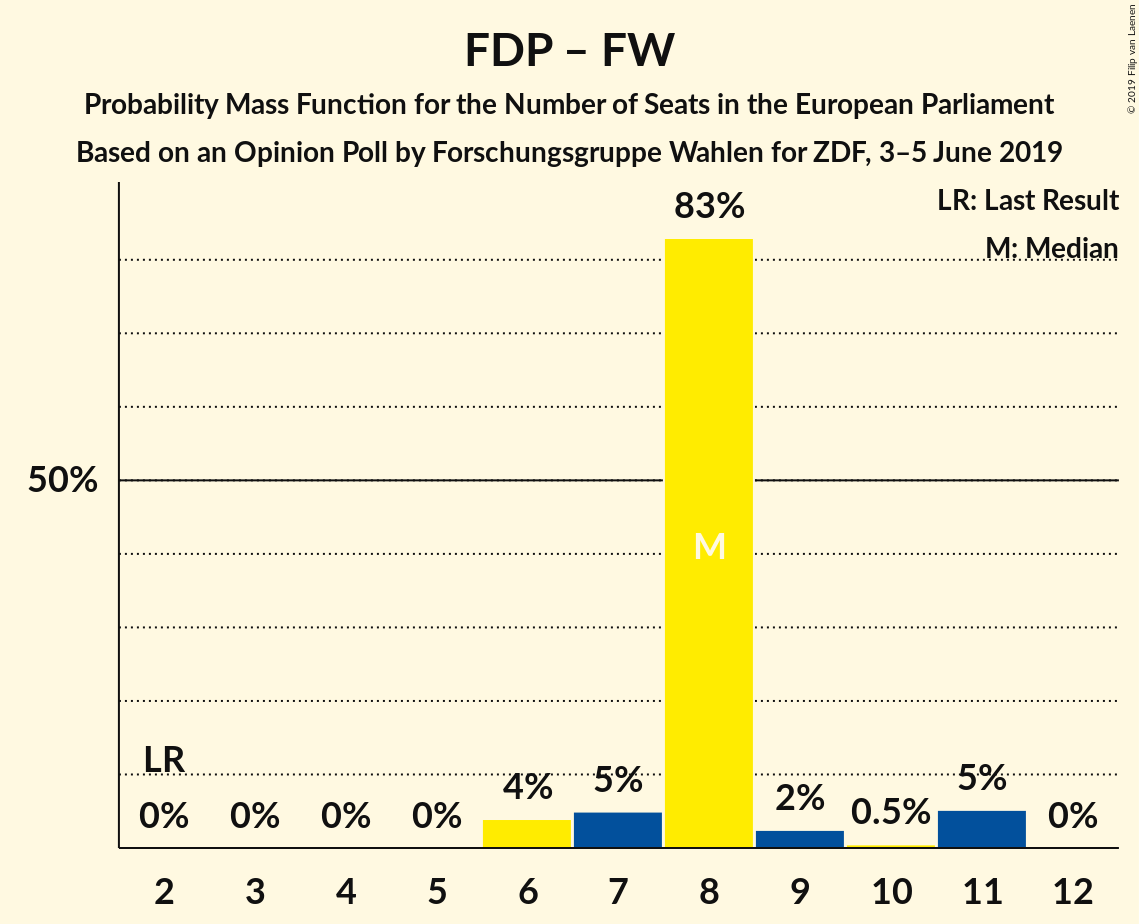 FDP – FW
Probability Mass Function for the Number of Seats in the European Parliament
Based on an Opinion Poll by Forschungsgruppe Wahlen for ZDF, 3–5 June 2019
© 2019 Filip van Laenen
LR: Last Result
M: Median
83%
50%
M
LR
0% 0% 0% 0% 4% 5% 2% 0.5% 5% 0%
2 3 4 5 6 7 8 9 10 11 12